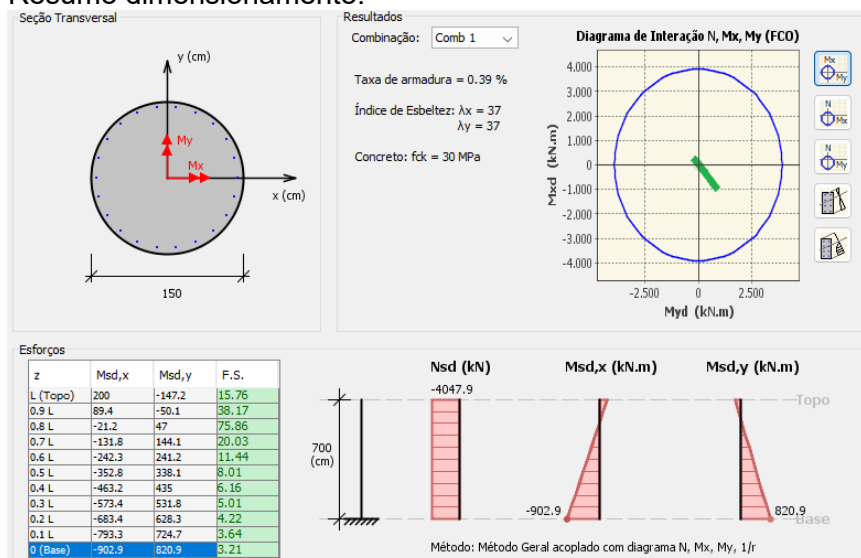 Resumo dimensionamento:
Seção Transversal
y (cm)
My
Mx
x (cm)
150
Resultados
Combinação: Comb 1
Taxa de armadura = 0.39 %
Índice de Esbeltez: λx = 37
λy = 37
Concreto: fck = 30 MPa
Diagrama de Interação N, Mx, My (FCO)
Mxd (kN.m)
4.000
3.000
2.000
1.000
0
-1.000
-2.000
-3.000
-4.000
-2.500 0 2.500
Myd (kN.m)
Mx
My
N
Mx
N
My
Esforços
z Msd,x Msd,y F.S.
L (Topo) 200 -147.2 15.76
0.9 L 89.4 -50.1 38.17
0.8 L -21.2 47 75.86
0.7 L -131.8 144.1 20.03
0.6 L -242.3 241.2 11.44
0.5 L -352.8 338.1 8.01
0.4 L -463.2 435 6.16
0.3 L -573.4 531.8 5.01
0.2 L -683.4 628.3 4.22
0.1 L -793.3 724.7 3.64
0 (Base) -902.9 820.9 3.21
700
(cm)
Nsd (kN) Msd,x (kN.m) Msd,y (kN.m)
-4047,9
Topo
-902.9
820,9
Base
Método: Método Geral acoplado com diagrama N, Mx, My, 1/r